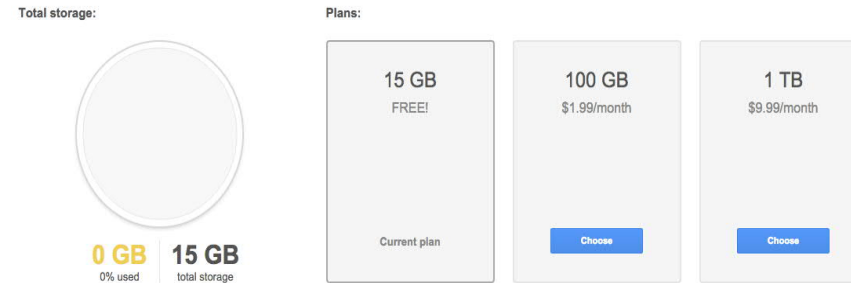 Total storage:
0 GB
0% used
15 GB
total storage
Plans:
15 GB
FREE!
Current plan
100 GB
$1.99/month
Choose
1 TB
$9.99/month
Choose